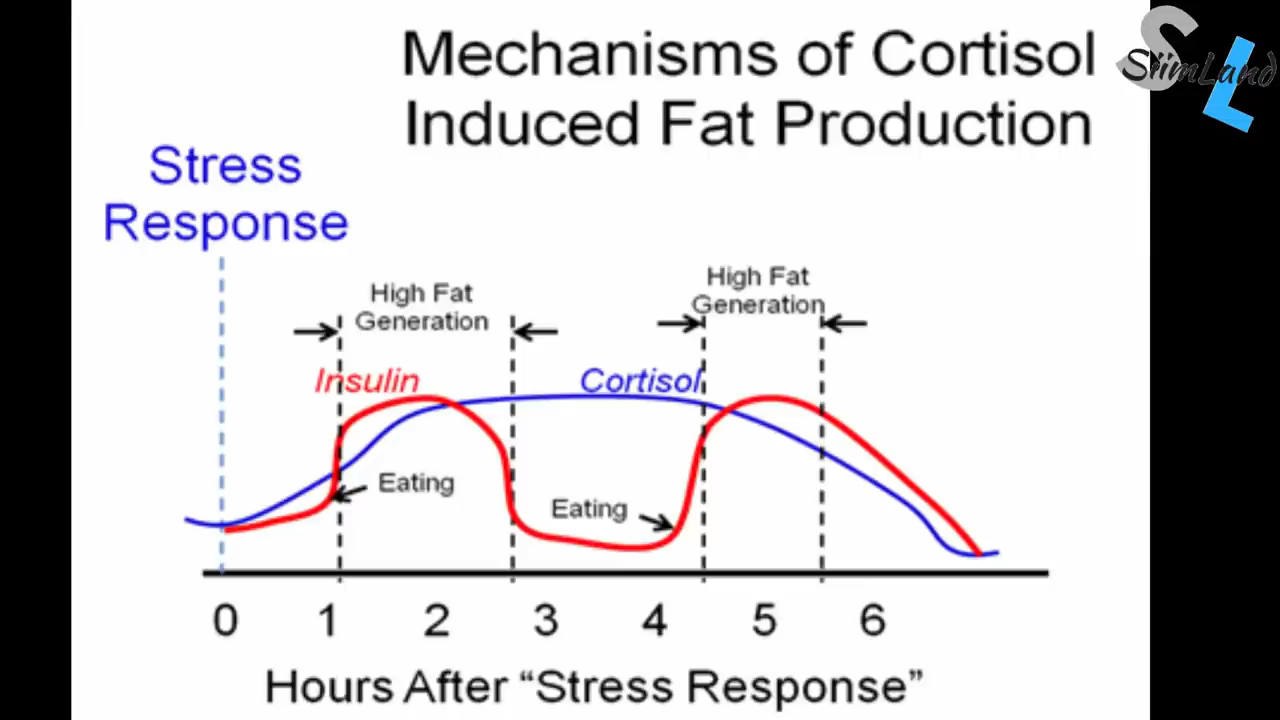 Mechanisms of Cortisol
Induced Fat Production
S
SiimLand
L
Stress
Response
High Fat
Generation
High Fat
Generation
Insulin
Cortisol
Eating
Eating
0 1 2 3 4 5 6
Hours After “Stress Response”